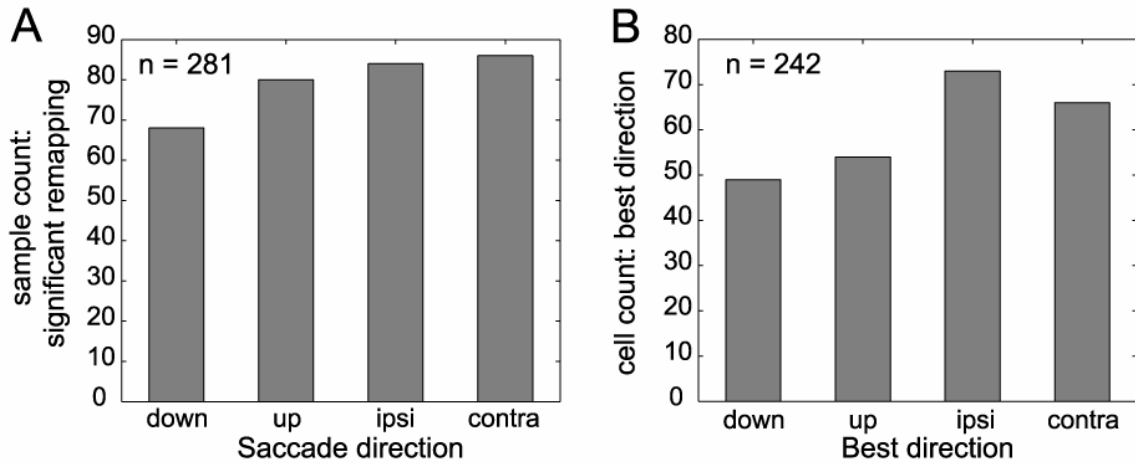 A
n = 281
sample count:
significant remapping
90
80
70
60
50
40
30
20
10
0
down up ipsi contra
Saccade direction
B
n = 242
cell count: best direction
80
70
60
50
40
30
20
10
0
down up ipsi contra
Best direction